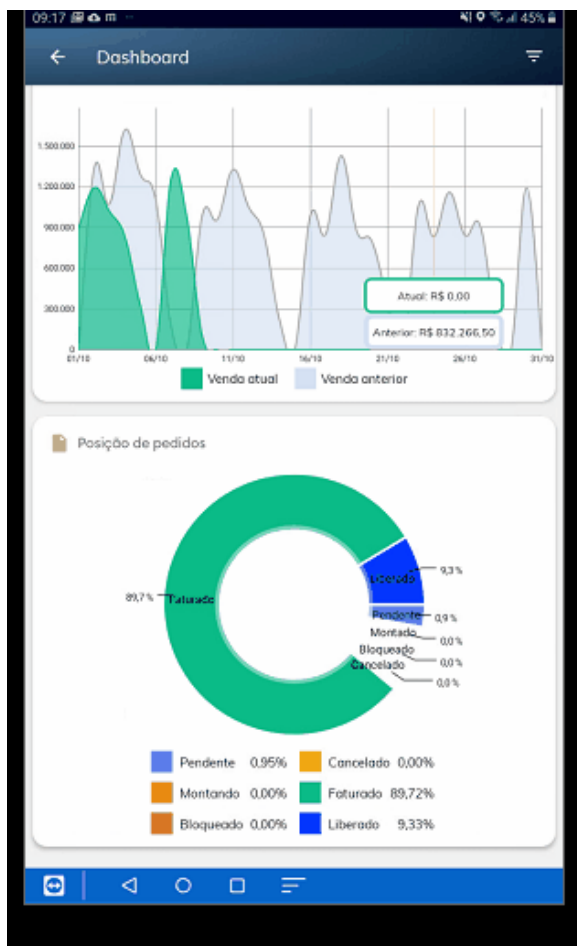 09:17 m 45%
Dashboard
1.500.000
1.200.000
900.000
600.000
300.000
0
Atual: R$ 0,00
Anterior: R$ 832.266,50
01/10 06/10 11/10 16/10 21/10 26/10 31/10
Venda atual Venda anterior
Posição de pedidos
Liberado 9,3 %
89,7 % Faturado
Pendente 0,9 %
Montado 0,0 %
Bloqueado 0,0 %
Cancelado 0,0 %
Pendente 0,95% Cancelado 0,00%
Montando 0,00% Faturado 89,72%
Bloqueado 0,00% Liberado 9,33%